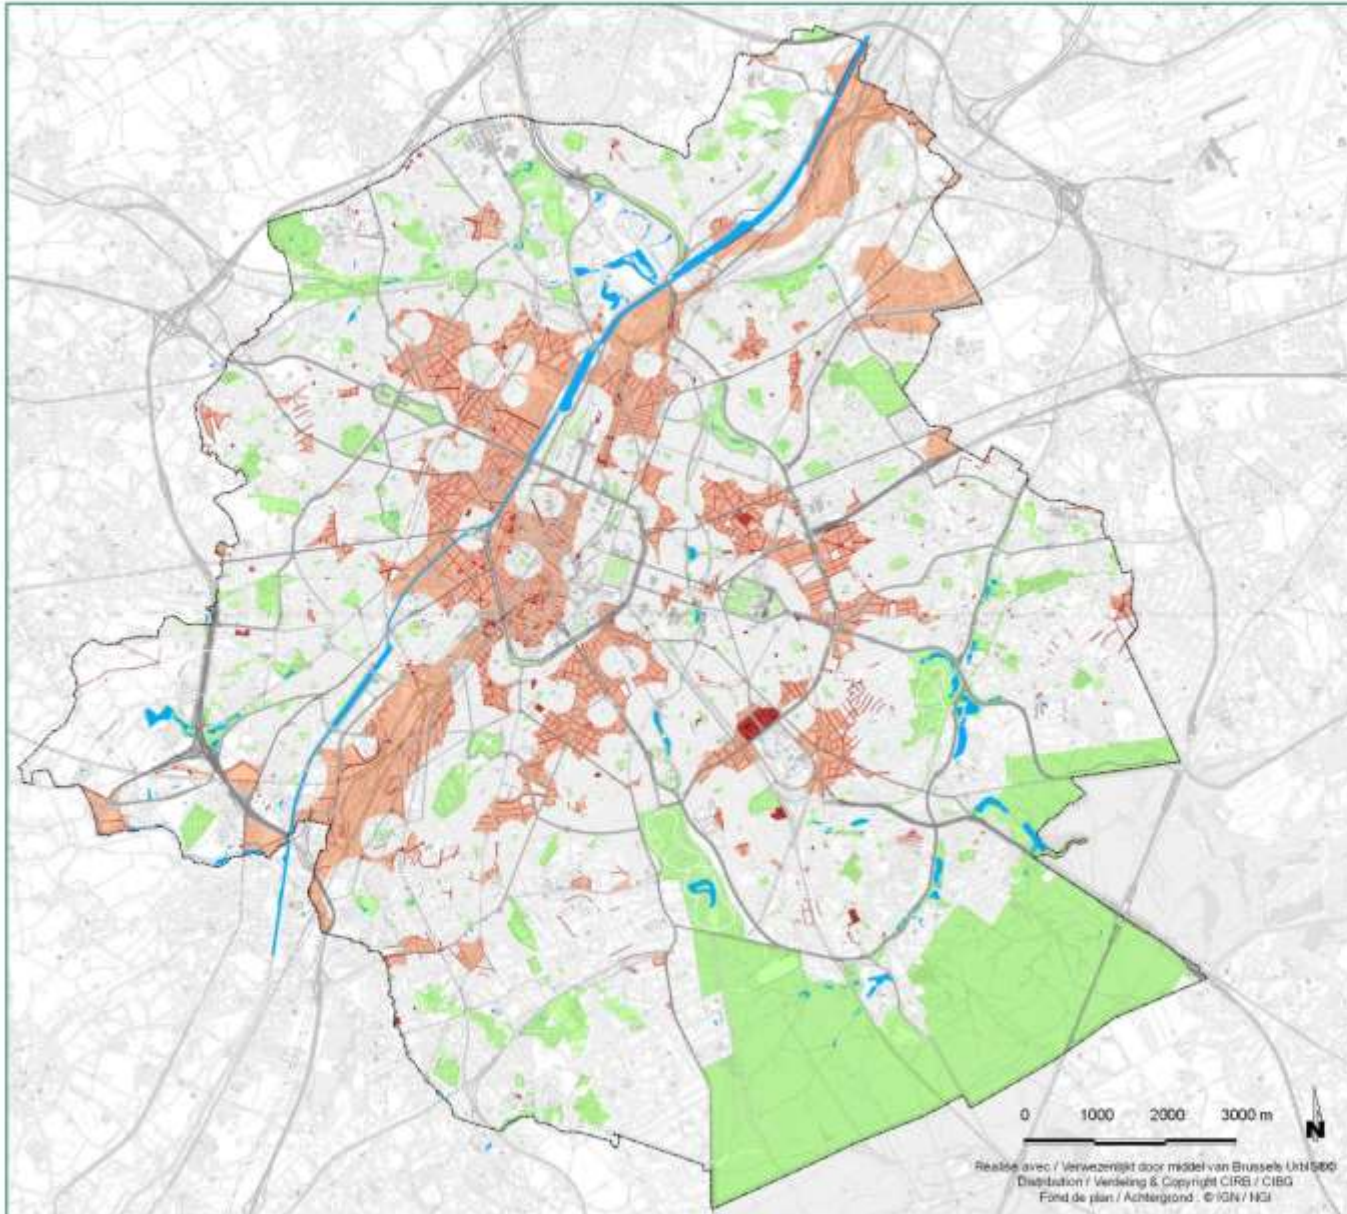 0 1000 2000 3000 m
N
Réalisé avec / Verwezenlijkt door middel van Brussels UrbIS®©
Distribution / Verdeling & Copyright CIRB / CIBG
Fond de plan / Achtergrond : © IGN / NGI